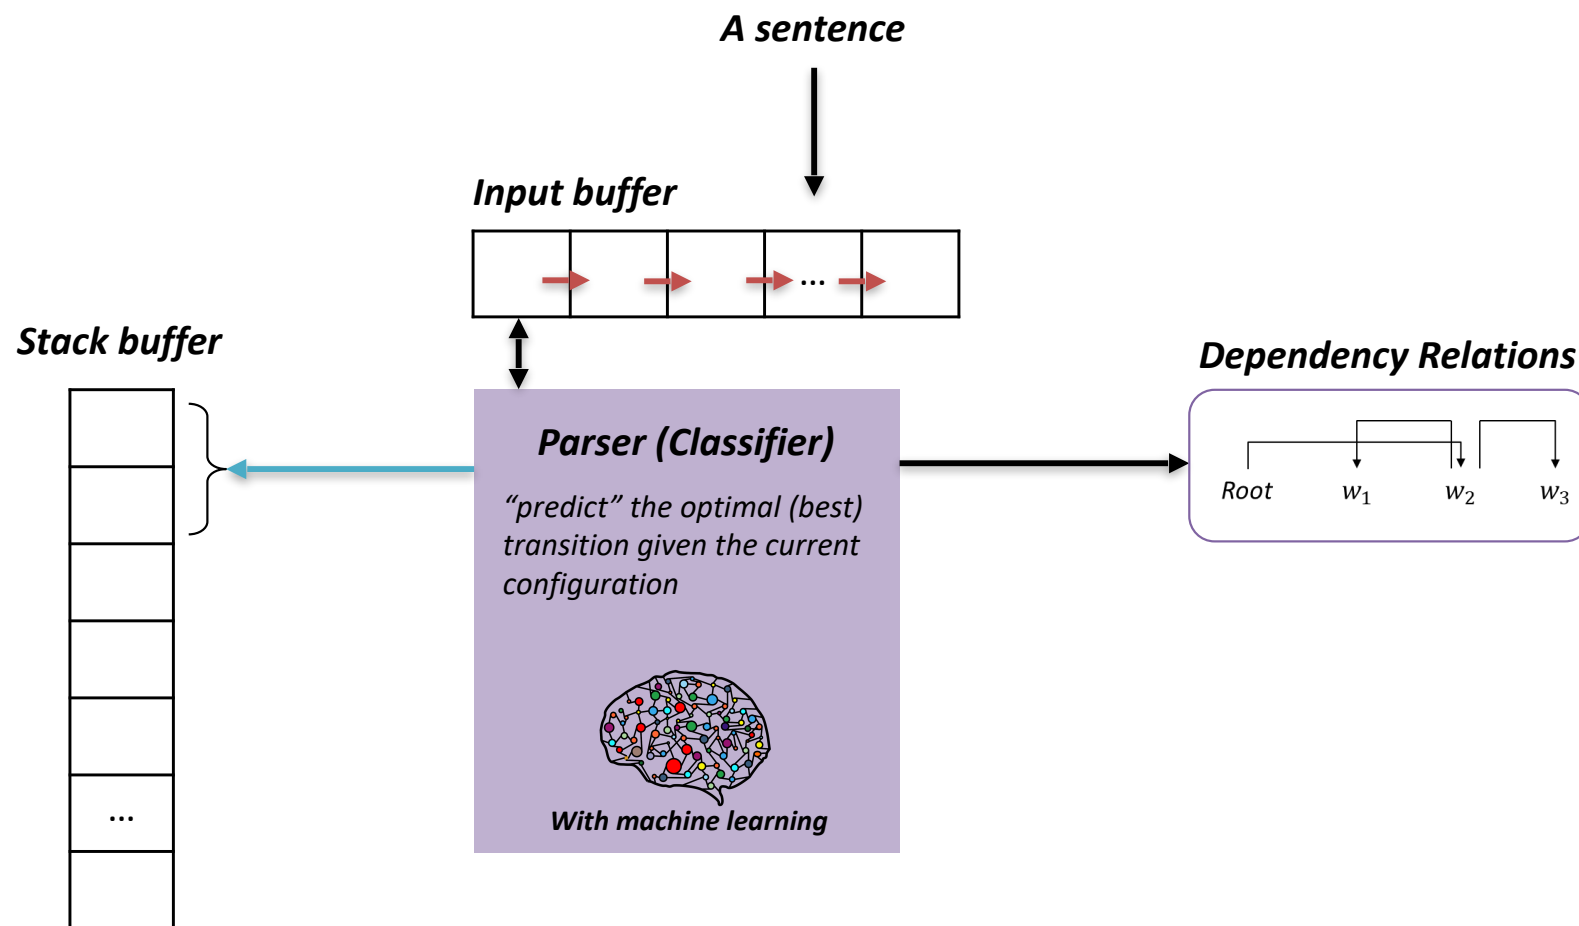 A sentence
Input buffer
...
Stack buffer
...
Parser (Classifier)
“predict” the optimal (best)
transition given the current
configuration
With machine learning
Dependency Relations
Root w₁ w₂ w₃